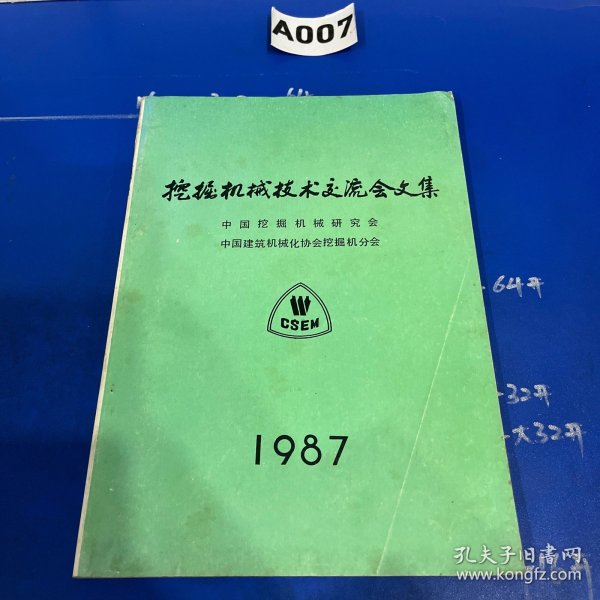 A007
64开
挖掘机械技术交流会文集
中国挖掘机械研究会
中国建筑机械化协会挖掘机分会
CSEM
32开
大32开
1987
孔夫子旧书网
www.kongfz.com